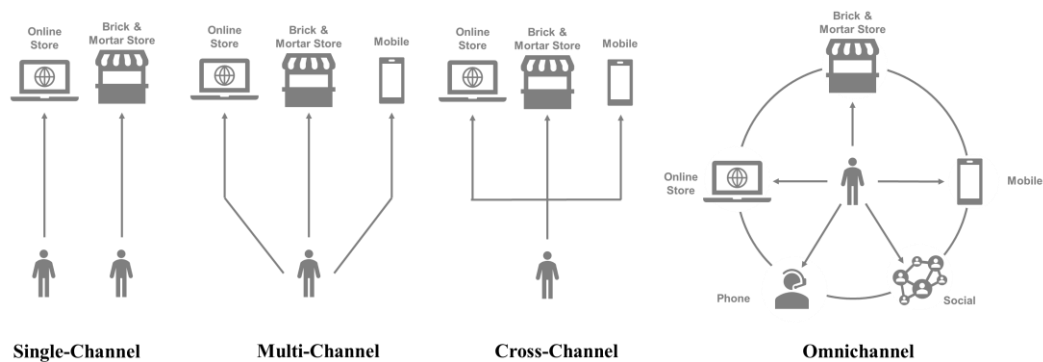 Online
Store
Brick &
Mortar Store
Online
Store
Brick &
Mortar Store
Mobile
Online
Store
Brick &
Mortar Store
Mobile
Brick &
Mortar Store
Online
Store
Mobile
Phone
Social
Single-Channel
Multi-Channel
Cross-Channel
Omnichannel